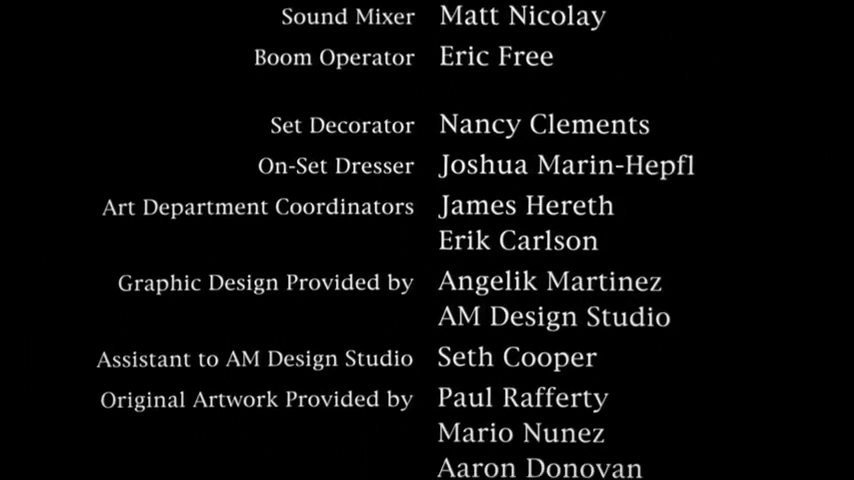 Sound Mixer Matt Nicolay
Boom Operator Eric Free
Set Decorator Nancy Clements
On-Set Dresser Joshua Marin-Hepfl
Art Department Coordinators James Hereth
Erik Carlson
Graphic Design Provided by Angelik Martinez
AM Design Studio
Assistant to AM Design Studio Seth Cooper
Original Artwork Provided by Paul Rafferty
Mario Nunez
Aaron Donovan